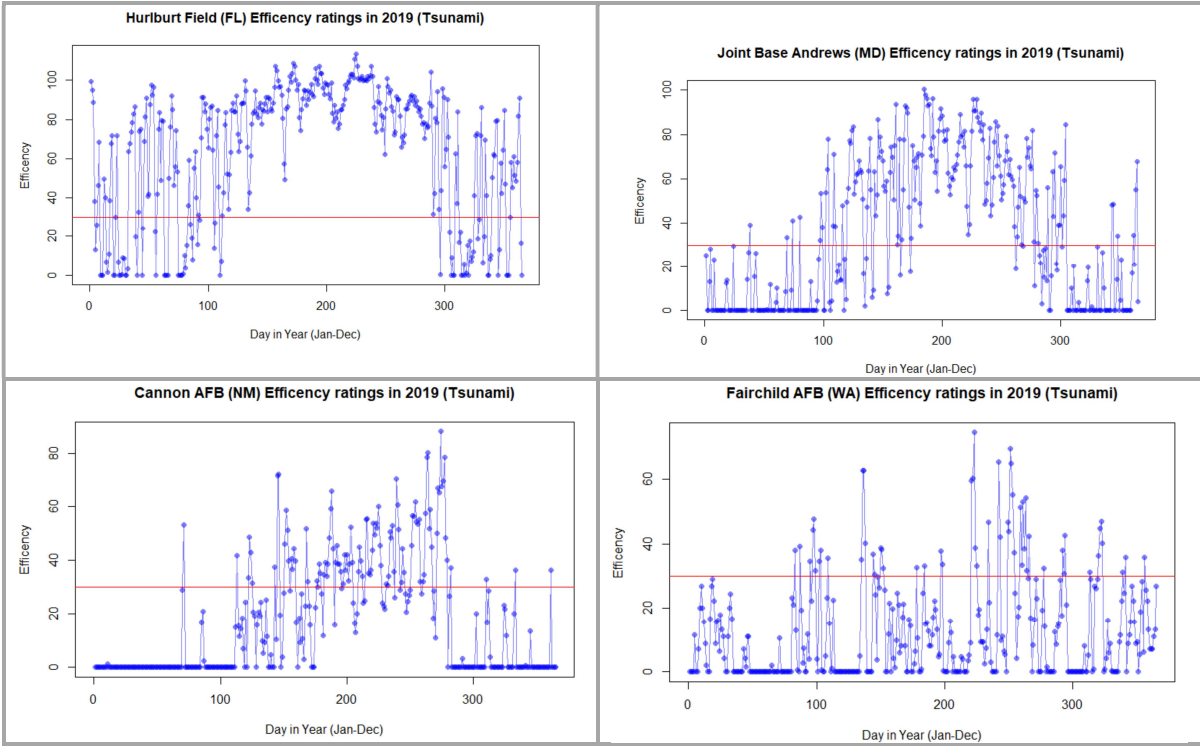 Hurlburt Field (FL) Efficency ratings in 2019 (Tsunami)
Efficency
100
80
60
40
20
0
0 100 200 300
Day in Year (Jan-Dec)
Joint Base Andrews (MD) Efficency ratings in 2019 (Tsunami)
Efficency
100
80
60
40
20
0
0 100 200 300
Day in Year (Jan-Dec)
Cannon AFB (NM) Efficency ratings in 2019 (Tsunami)
Efficency
80
60
40
20
0
0 100 200 300
Day in Year (Jan-Dec)
Fairchild AFB (WA) Efficency ratings in 2019 (Tsunami)
Efficency
60
40
20
0
0 100 200 300
Day in Year (Jan-Dec)